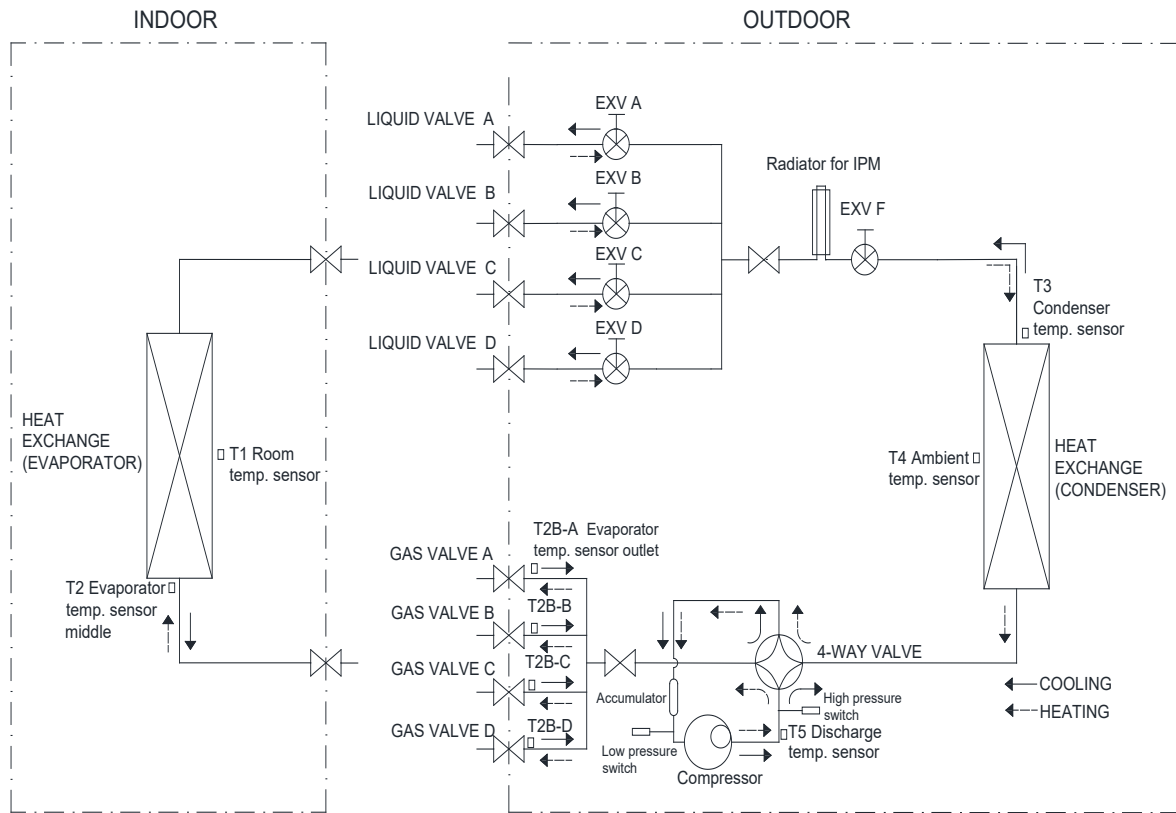 INDOOR
OUTDOOR
LIQUID VALVE A
EXV A
LIQUID VALVE B
EXV B
Radiator for IPM
EXV F
LIQUID VALVE C
EXV C
T3
Condenser
temp. sensor
LIQUID VALVE D
EXV D
HEAT
EXCHANGE
(EVAPORATOR)
T1 Room
temp. sensor
T4 Ambient
temp. sensor
HEAT
EXCHANGE
(CONDENSER)
T2 Evaporator
temp. sensor
middle
GAS VALVE A
T2B-A Evaporator
temp. sensor outlet
GAS VALVE B
T2B-B
GAS VALVE C
T2B-C
GAS VALVE D
T2B-D
4-WAY VALVE
Accumulator
High pressure
switch
T5 Discharge
temp. sensor
Low pressure
switch
Compressor
COOLING
HEATING